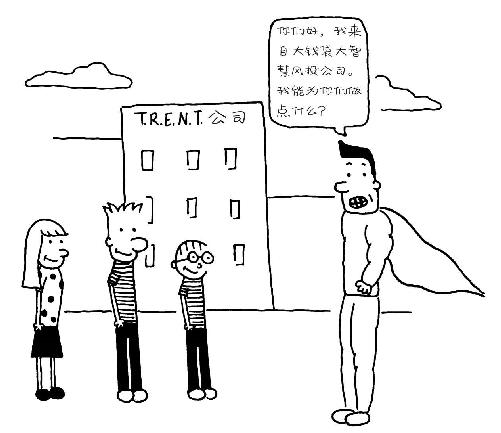 你们好，我来
自大钱袋大智
慧风投公司。
我能为你们做
点什么？
T.R.E.N.T.公司